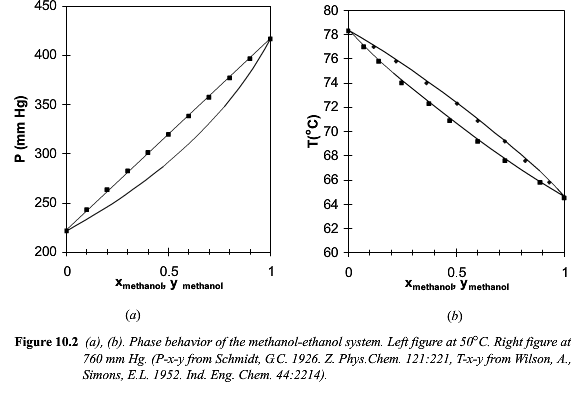 450
400
350
300
250
200
P (mm Hg)
0
0.5
1
xmethanol, y methanol
(a)
80
78
76
74
72
70
68
66
64
62
60
T(°C)
0
0.5
1
xmethanol, y methanol
(b)
Figure 10.2 (a), (b). Phase behavior of the methanol-ethanol system. Left figure at 50°C. Right figure at
760 mm Hg. (P-x-y from Schmidt, G.C. 1926. Z. Phys.Chem. 121:221, T-x-y from Wilson, A.,
Simons, E.L. 1952. Ind. Eng. Chem. 44:2214).